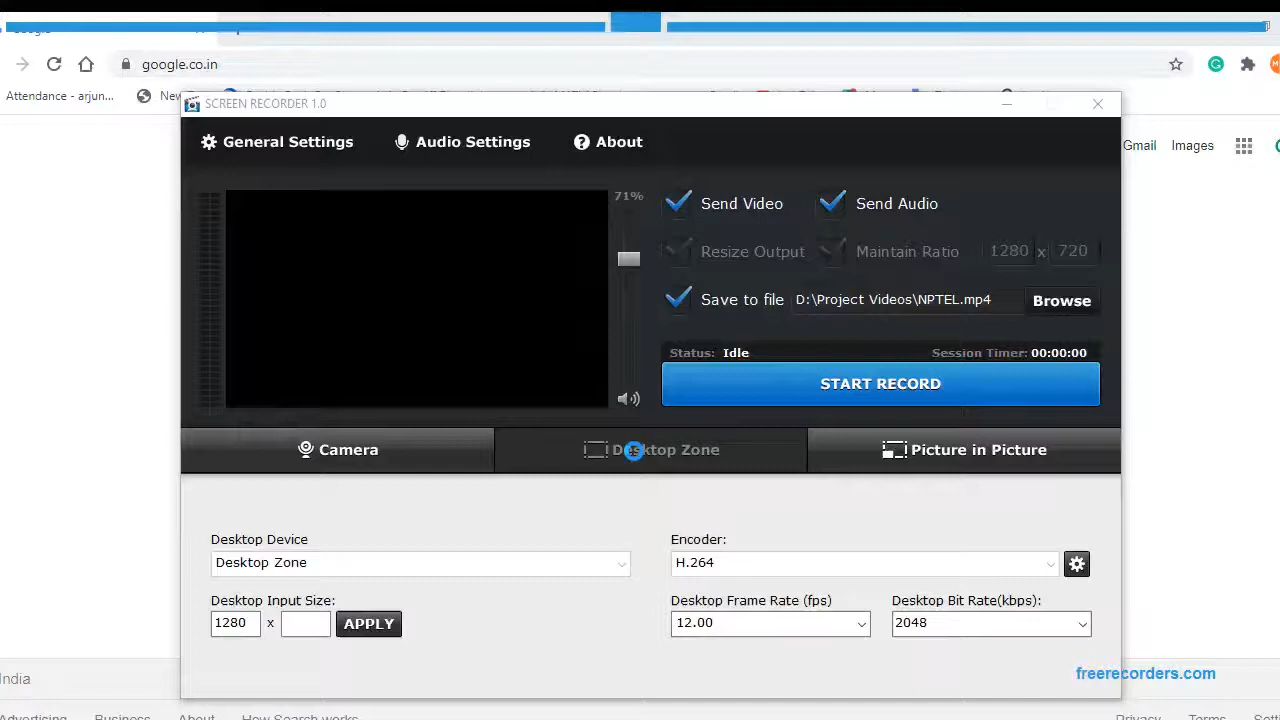 google.co.in
Attendance - arjun...
SCREEN RECORDER 1.0
General Settings
Audio Settings
About
Gmail
Images
71%
Send Video
Send Audio
Resize Output
Maintain Ratio
1280 x 720
Save to file
D:\Project Videos\NPTEL.mp4
Browse
Status: Idle
Session Timer: 00:00:00
START RECORD
Camera
Desktop Zone
Picture in Picture
Desktop Device
Desktop Zone
Encoder:
H.264
Desktop Input Size:
1280 x
APPLY
Desktop Frame Rate (fps)
12.00
Desktop Bit Rate(kbps):
2048
freerecorders.com
India
Advertising
Business
About
How Search works
Privacy
Terms